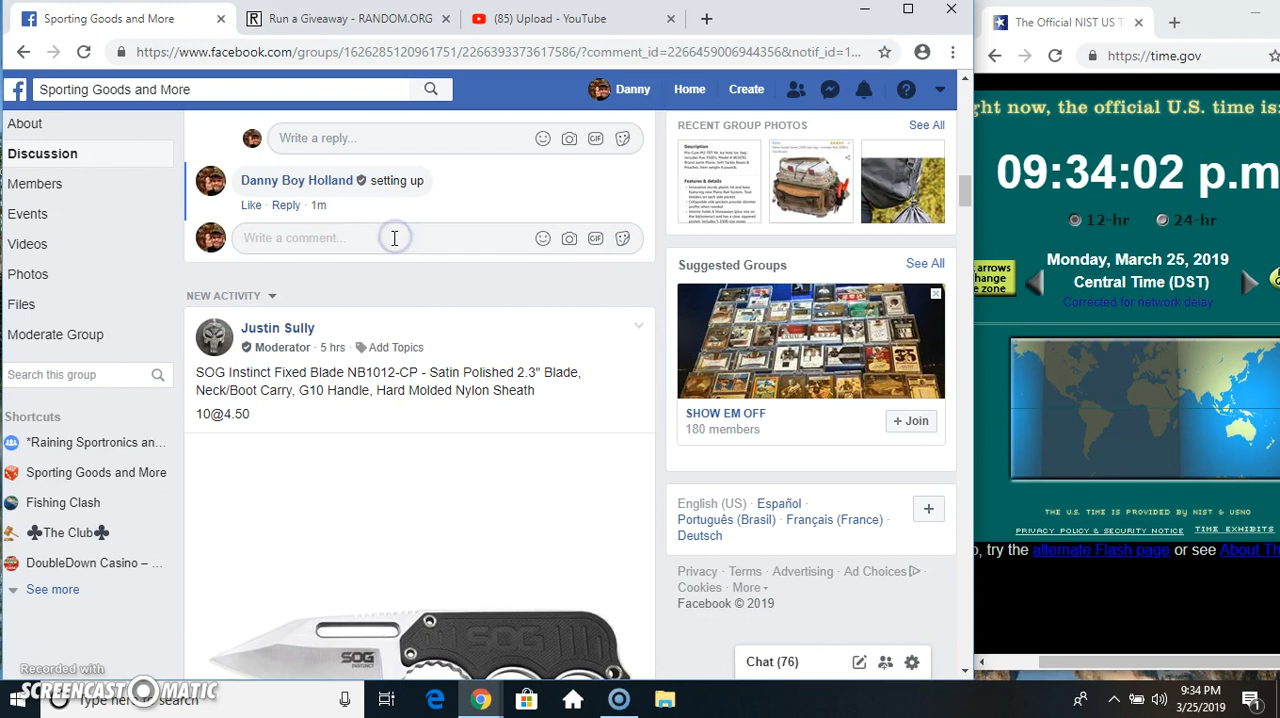 Sporting Goods and More
Run a Giveaway - RANDOM.ORG
(85) Upload - YouTube
The Official NIST US T
https://www.facebook.com/groups/1626285120961751/2266393373617586/?comment_id=2266459006944356&notif_id=1...
https://time.gov
Sporting Goods and More
Danny
Home
Create
About
Discussion
Members
Events
Videos
Photos
Files
Moderate Group
Search this group
Shortcuts
*Raining Sportronics an...
Sporting Goods and More
Fishing Clash
♣The Club♣
DoubleDown Casino – ...
See more
Write a reply...
Danny Boy Holland setting up
Like · Reply · 1m
Write a comment...
NEW ACTIVITY
Justin Sully
Moderator · 5 hrs · Add Topics
SOG Instinct Fixed Blade NB1012-CP - Satin Polished 2.3" Blade,
Neck/Boot Carry, G10 Handle, Hard Molded Nylon Sheath
10@4.50
SOG
INSTINCT
RECENT GROUP PHOTOS
See All
Description
Features & details
Suggested Groups
See All
SHOW EM OFF
180 members
+ Join
English (US) · Español ·
Português (Brasil) · Français (France) ·
Deutsch
Privacy · Terms · Advertising · Ad Choices ·
Cookies · More
Facebook © 2019
Chat (76)
ght now, the official U.S. time is:
09:34:02 p.m
12-hr
24-hr
arrows
change
e zone
Monday, March 25, 2019
Central Time (DST)
Corrected for network delay
THE U.S. TIME IS PROVIDED BY NIST & USNO
PRIVACY POLICY & SECURITY NOTICE
TIME EXHIBITS
o, try the alternate Flash page or see About Th
Recorded with
SCREENCAST-O-MATIC
Type here to search
9:34 PM
3/25/2019
1